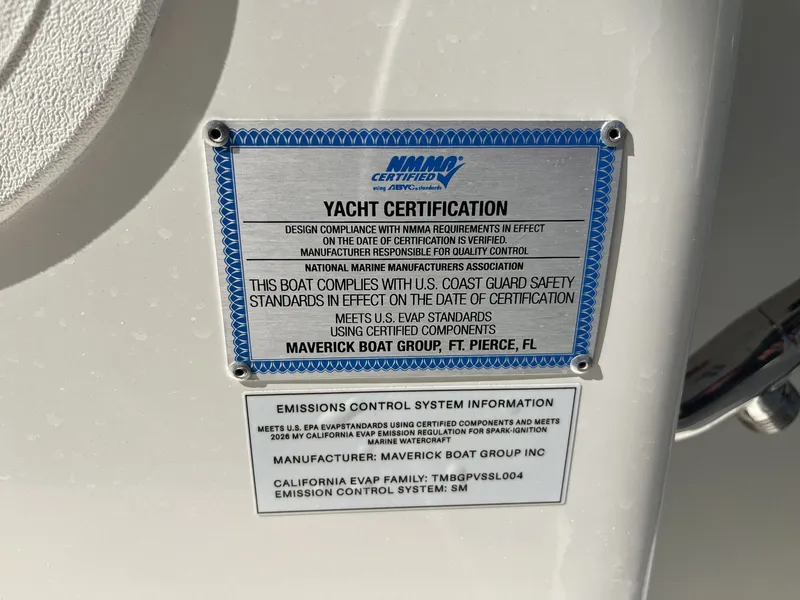 NMMA®
CERTIFIED
using ABYC standards
YACHT CERTIFICATION
DESIGN COMPLIANCE WITH NMMA REQUIREMENTS IN EFFECT
ON THE DATE OF CERTIFICATION IS VERIFIED.
MANUFACTURER RESPONSIBLE FOR QUALITY CONTROL
NATIONAL MARINE MANUFACTURERS ASSOCIATION
THIS BOAT COMPLIES WITH U.S. COAST GUARD SAFETY
STANDARDS IN EFFECT ON THE DATE OF CERTIFICATION
MEETS U.S. EVAP STANDARDS
USING CERTIFIED COMPONENTS
MAVERICK BOAT GROUP, FT. PIERCE, FL
EMISSIONS CONTROL SYSTEM INFORMATION
MEETS U.S. EPA EVAPSTANDARDS USING CERTIFIED COMPONENTS AND MEETS
2026 MY CALIFORNIA EVAP EMISSION REGULATION FOR SPARK-IGNITION
MARINE WATERCRAFT
MANUFACTURER: MAVERICK BOAT GROUP INC
CALIFORNIA EVAP FAMILY: TMBGPVSSL004
EMISSION CONTROL SYSTEM: SM